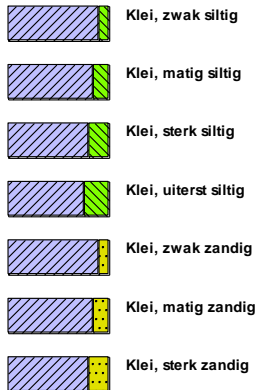 Klei, zwak siltig
Klei, matig siltig
Klei, sterk siltig
Klei, uiterst siltig
Klei, zwak zandig
Klei, matig zandig
Klei, sterk zandig